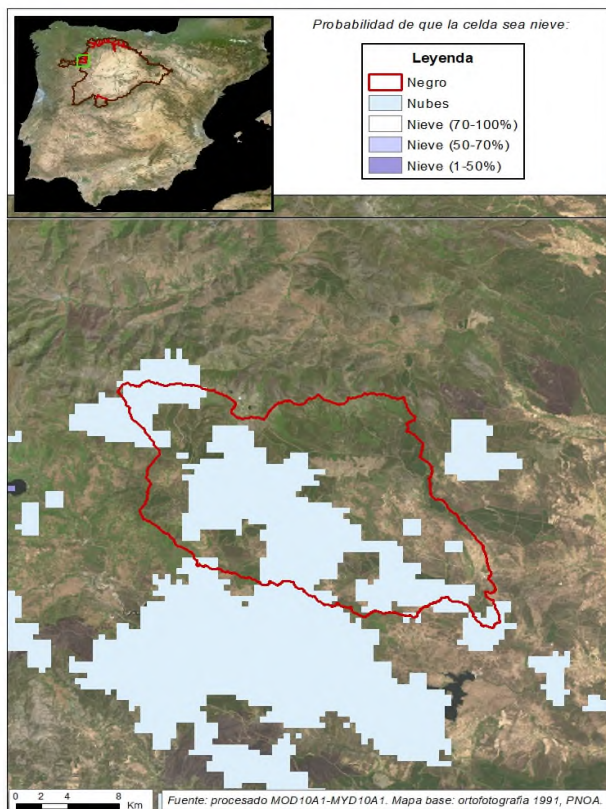 Probabilidad de que la celda sea nieve:
Leyenda
Negro
Nubes
Nieve (70-100%)
Nieve (50-70%)
Nieve (1-50%)
0 2 4 8
Km
Fuente: procesado MOD10A1-MYD10A1. Mapa base: ortofotografia 1991, PNOA